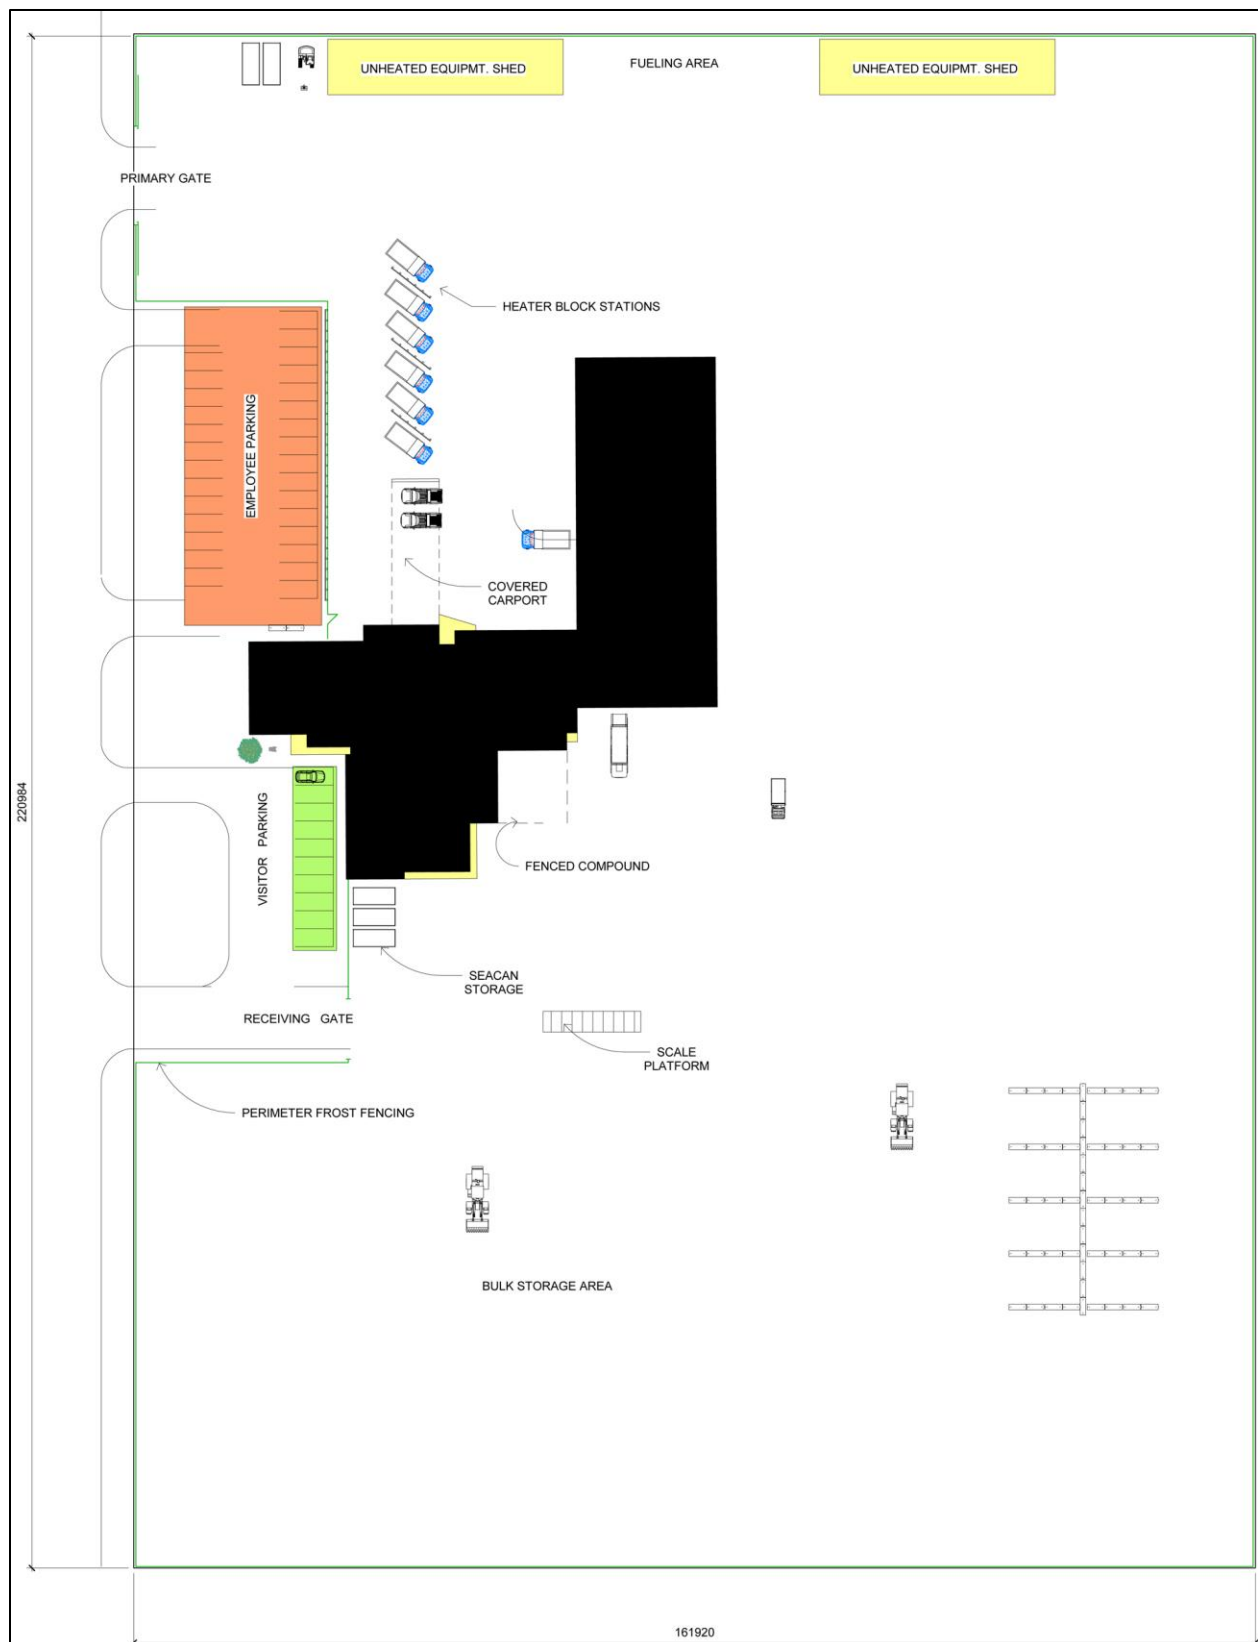 UNHEATED EQUIPMT. SHED
FUELING AREA
UNHEATED EQUIPMT. SHED
PRIMARY GATE
HEATER BLOCK STATIONS
EMPLOYEE PARKING
COVERED
CARPORT
220984
VISITOR PARKING
FENCED COMPOUND
SEACAN
STORAGE
RECEIVING GATE
SCALE
PLATFORM
PERIMETER FROST FENCING
BULK STORAGE AREA
161920